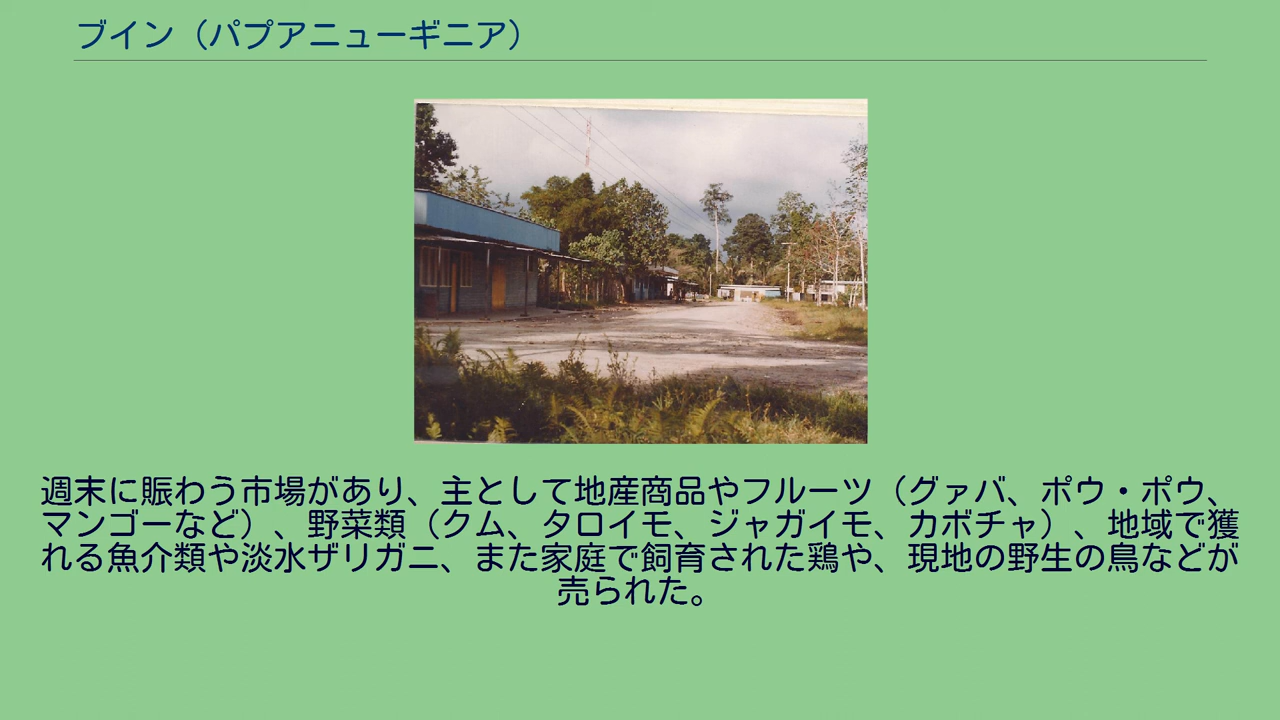 ブイン（パプアニューギニア）
週末に賑わう市場があり、主として地産商品やフルーツ（グァバ、ポウ・ポウ、
マンゴーなど）、野菜類（クム、タロイモ、ジャガイモ、カボチャ）、地域で獲
れる魚介類や淡水ザリガニ、また家庭で飼育された鶏や、現地の野生の鳥などが
売られた。